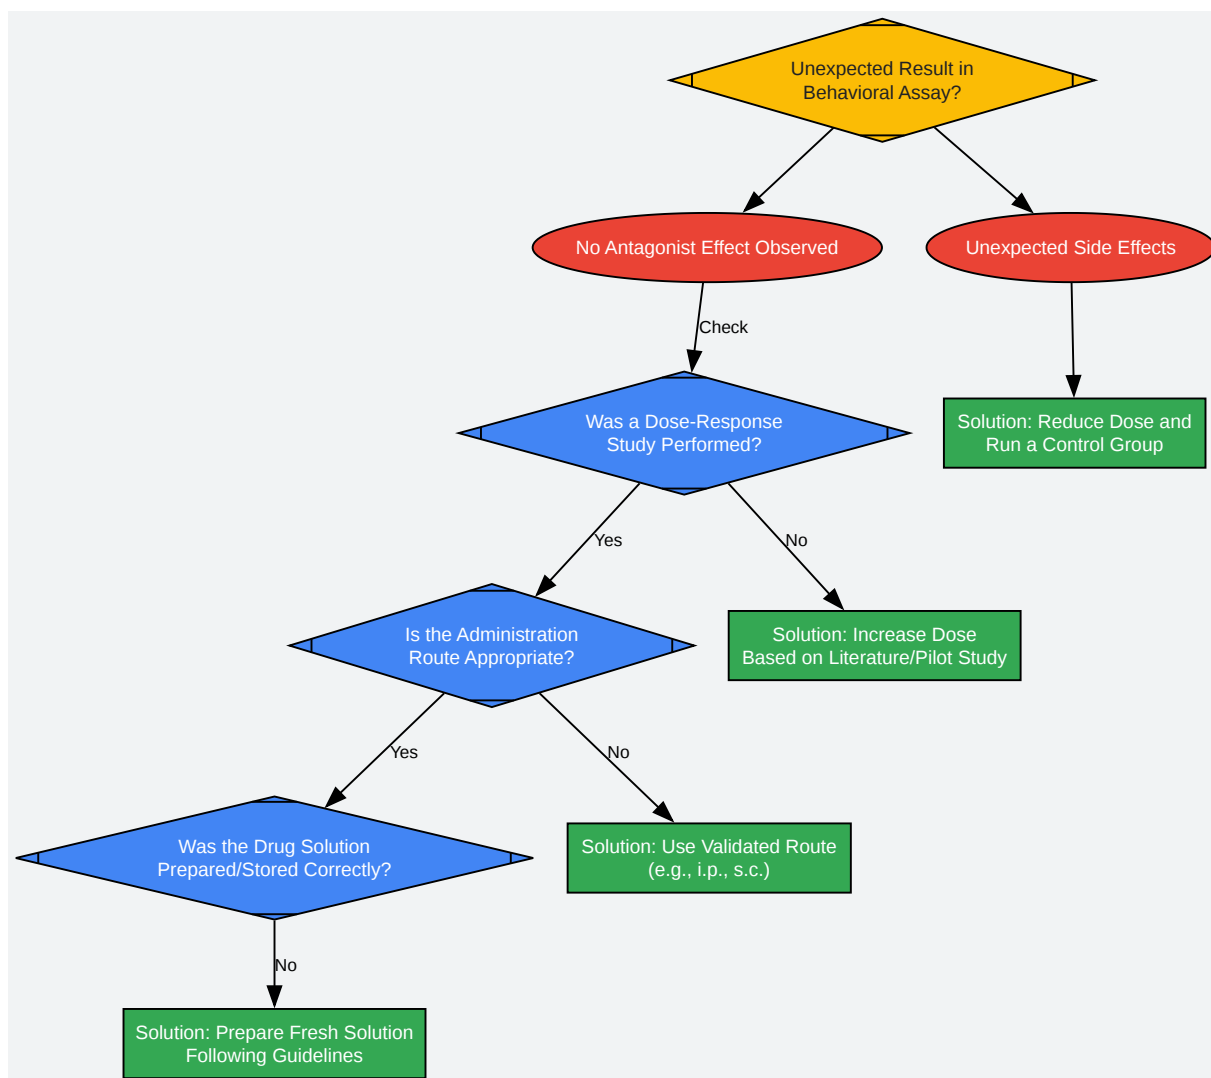 Unexpected Result in
Behavioral Assay?
No Antagonist Effect Observed
Unexpected Side Effects
Check
Was a Dose-Response
Study Performed?
Solution: Reduce Dose and
Run a Control Group
Yes
No
Is the Administration
Route Appropriate?
Solution: Increase Dose
Based on Literature/Pilot Study
Yes
No
Was the Drug Solution
Prepared/Stored Correctly?
Solution: Use Validated Route
(e.g., i.p., s.c.)
No
Solution: Prepare Fresh Solution
Following Guidelines